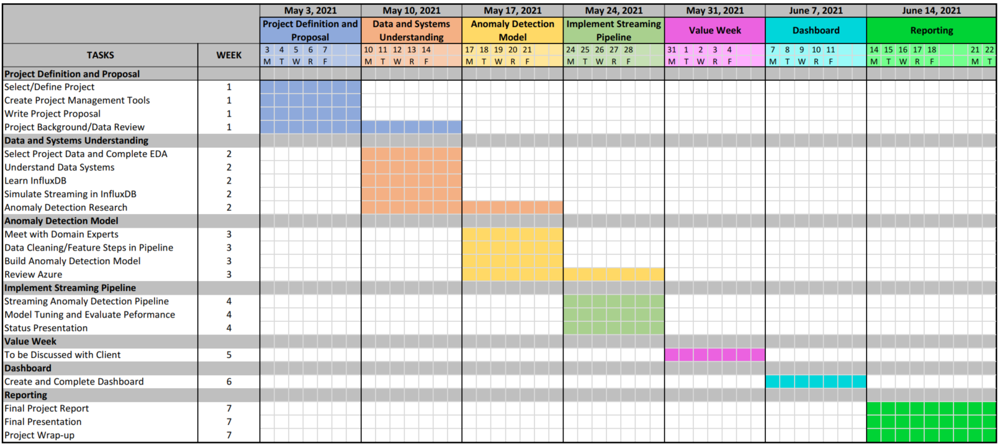 May 3, 2021 May 10, 2021 May 17, 2021 May 24, 2021 May 31, 2021 June 7, 2021 June 14, 2021
Project Definition and Proposal Data and Systems Understanding Anomaly Detection Model Implement Streaming Pipeline Value Week Dashboard Reporting
TASKS WEEK
3 4 5 6 7 10 11 12 13 14 17 18 19 20 21 24 25 26 27 28 31 1 2 3 4 7 8 9 10 11 14 15 16 17 18 21 22
M T W R F M T W R F M T W R F M T W R F M T W R F M T W R F M T W R F M T
Project Definition and Proposal
Select/Define Project 1
Create Project Management Tools 1
Write Project Proposal 1
Project Background/Data Review 1
Data and Systems Understanding
Select Project Data and Complete EDA 2
Understand Data Systems 2
Learn InfluxDB 2
Simulate Streaming in InfluxDB 2
Anomaly Detection Research 2
Anomaly Detection Model
Meet with Domain Experts 3
Data Cleaning/Feature Steps in Pipeline 3
Build Anomaly Detection Model 3
Review Azure 3
Implement Streaming Pipeline
Streaming Anomaly Detection Pipeline 4
Model Tuning and Evaluate Peformance 4
Status Presentation 4
Value Week
To be Discussed with Client 5
Dashboard
Create and Complete Dashboard 6
Reporting
Final Project Report 7
Final Presentation 7
Project Wrap-up 7